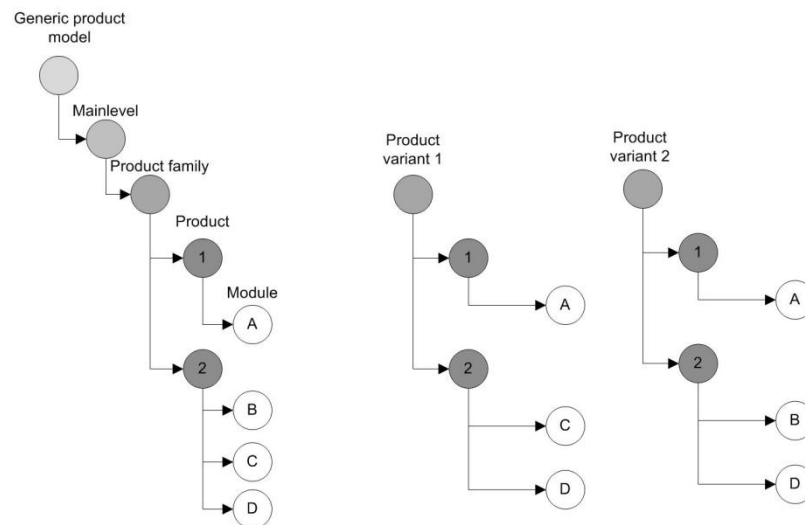 Generic product
model
Mainlevel
Product family
Product
1
Module
A
2
B
C
D
Product
variant 1
1
A
2
C
D
Product
variant 2
1
A
2
B
D